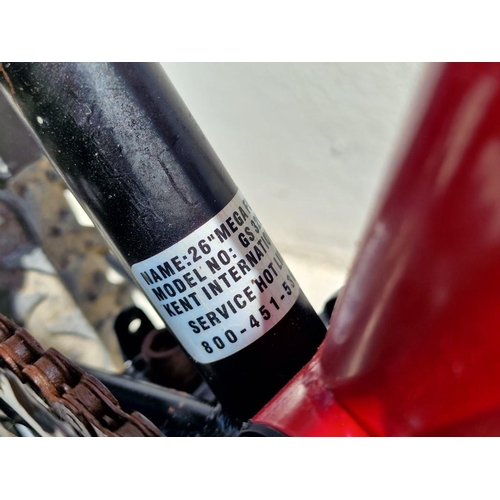 NAME:26"MEGA
MODEL NO: GS
KENT INTERNATI
SERVICE HOT
800-451-5